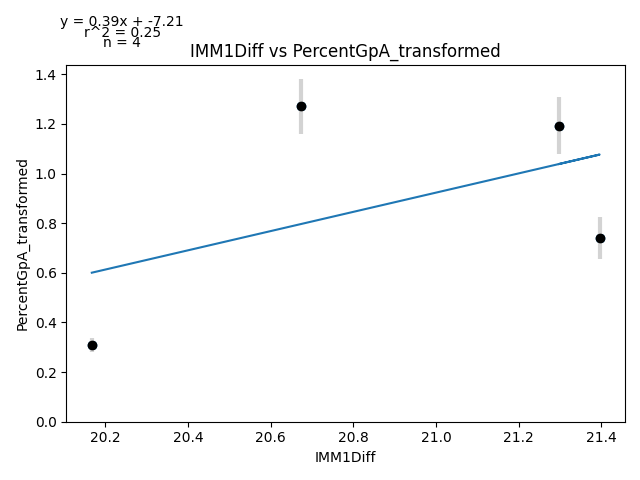 y = 0.39x + -7.21
r^2 = 0.25
n = 4
IMM1Diff vs PercentGpA_transformed
1.4
1.2
1.0
0.8
0.6
0.4
0.2
0.0
PercentGpA_transformed
20.2 20.4 20.6 20.8 21.0 21.2 21.4
IMM1Diff